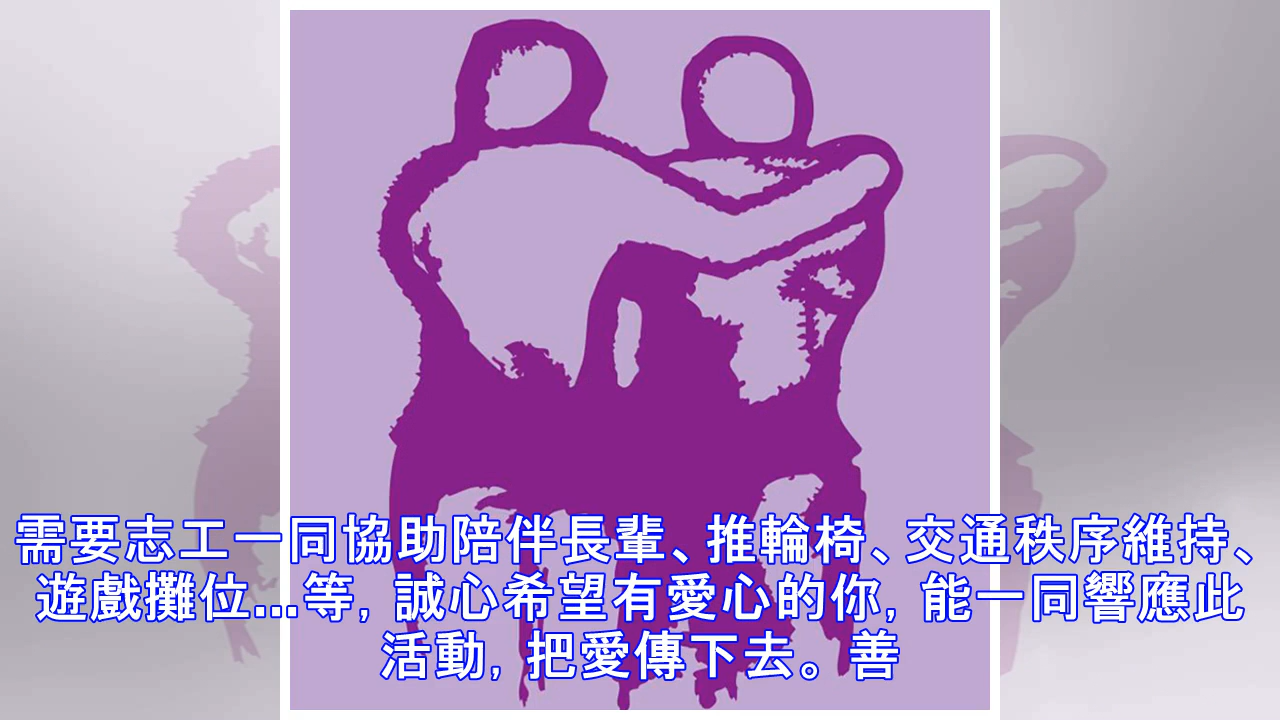 需要志工一同協助陪伴長輩、推輪椅、交通秩序維持、
遊戲攤位...等, 誠心希望有愛心的你, 能一同響應此
活動, 把愛傳下去。善